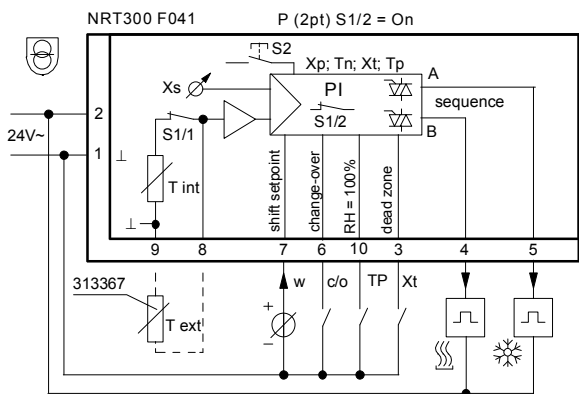 NRT300 F041
P (2pt) S1/2 = On
S2
Xp; Tn; Xt; Tp
A
Xs
PI
sequence
2
S1/1
S1/2
B
24V~
1
⊥
T int
shift setpoint
change-over
RH = 100%
dead zone
⊥
9 8 7 6 10 3 4 5
313367
w
c/o
TP
Xt
+
T ext
–